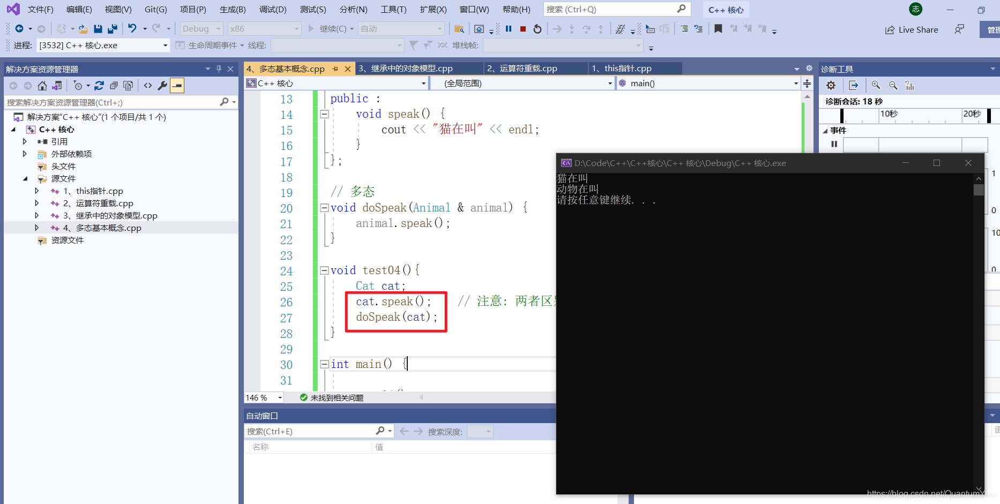 文件(F) 编辑(E) 视图(V) Git(G) 项目(P) 生成(B) 调试(D) 测试(S) 分析(N) 工具(T) 扩展(X) 窗口(W) 帮助(H) 搜索 (Ctrl+Q) C++ 核心 志
Debug x86 继续(C) 自动 Live Share 管理
进程: [3532] C++ 核心.exe 生命周期事件 线程: 堆栈帧:
解决方案资源管理器
搜索解决方案资源管理器(Ctrl+;)
解决方案"C++ 核心"(1 个项目/共 1 个)
C++ 核心
引用
外部依赖项
头文件
源文件
1、this指针.cpp
2、运算符重载.cpp
3、继承中的对象模型.cpp
4、多态基本概念.cpp
资源文件
4、多态基本概念.cpp 3、继承中的对象模型.cpp 2、运算符重载.cpp 1、this指针.cpp
C++ 核心 (全局范围) main()
13 public :
14 void speak() {
15 cout << "猫在叫" << endl;
16 }
17 };
18
19 // 多态
20 void doSpeak(Animal & animal) {
21 animal.speak();
22 }
23
24 void test04(){
25 Cat cat;
26 cat.speak(); // 注意: 两者区
27 doSpeak(cat);
28 }
29
30 int main() {
31
146 % 未找到相关问题
自动窗口
搜索(Ctrl+E) 搜索深度:
名称 值
诊断工具
诊断会话: 18 秒
10秒 20秒
事件
1
0
10
0
D:\Code\C++\C++核心\C++ 核心\Debug\C++ 核心.exe
猫在叫
动物在叫
请按任意键继续. . .
https://blog.csdn.net/QuantumYou